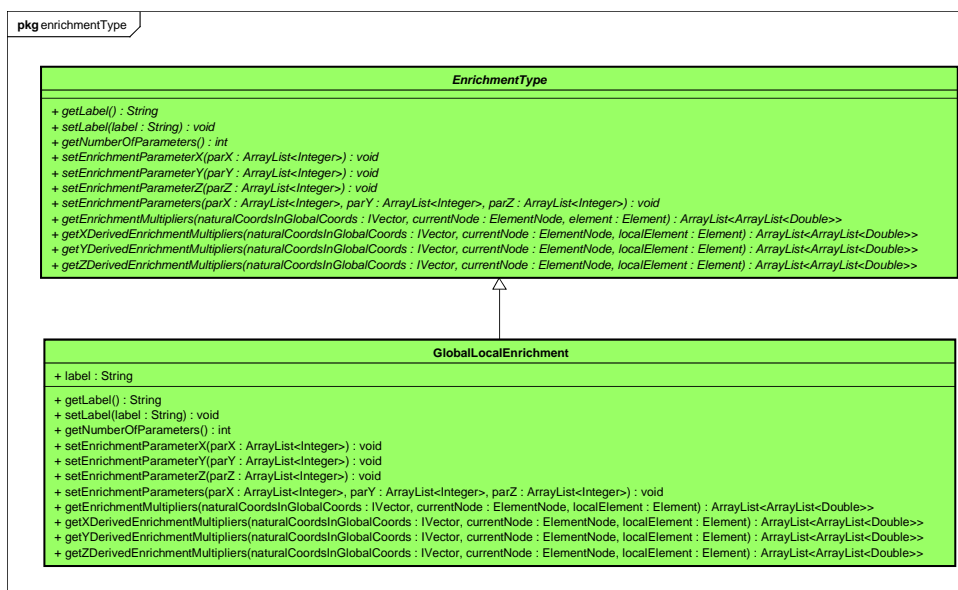 pkg enrichmentType
EnrichmentType
+ getLabel() : String
+ setLabel(label : String) : void
+ getNumberOfParameters() : int
+ setEnrichmentParameterX(parX : ArrayList<Integer>) : void
+ setEnrichmentParameterY(parY : ArrayList<Integer>) : void
+ setEnrichmentParameterZ(parZ : ArrayList<Integer>) : void
+ setEnrichmentParameters(parX : ArrayList<Integer>, parY : ArrayList<Integer>, parZ : ArrayList<Integer>) : void
+ getEnrichmentMultipliers(naturalCoordsInGlobalCoords : IVector, currentNode : ElementNode, element : Element) : ArrayList<ArrayList<Double>>
+ getXDerivedEnrichmentMultipliers(naturalCoordsInGlobalCoords : IVector, currentNode : ElementNode, localElement : Element) : ArrayList<ArrayList<Double>>
+ getYDerivedEnrichmentMultipliers(naturalCoordsInGlobalCoords : IVector, currentNode : ElementNode, localElement : Element) : ArrayList<ArrayList<Double>>
+ getZDerivedEnrichmentMultipliers(naturalCoordsInGlobalCoords : IVector, currentNode : ElementNode, localElement : Element) : ArrayList<ArrayList<Double>>
GlobalLocalEnrichment
+ label : String
+ getLabel() : String
+ setLabel(label : String) : void
+ getNumberOfParameters() : int
+ setEnrichmentParameterX(parX : ArrayList<Integer>) : void
+ setEnrichmentParameterY(parY : ArrayList<Integer>) : void
+ setEnrichmentParameterZ(parZ : ArrayList<Integer>) : void
+ setEnrichmentParameters(parX : ArrayList<Integer>, parY : ArrayList<Integer>, parZ : ArrayList<Integer>) : void
+ getEnrichmentMultipliers(naturalCoordsInGlobalCoords : IVector, currentNode : ElementNode, localElement : Element) : ArrayList<ArrayList<Double>>
+ getXDerivedEnrichmentMultipliers(naturalCoordsInGlobalCoords : IVector, currentNode : ElementNode, localElement : Element) : ArrayList<ArrayList<Double>>
+ getYDerivedEnrichmentMultipliers(naturalCoordsInGlobalCoords : IVector, currentNode : ElementNode, localElement : Element) : ArrayList<ArrayList<Double>>
+ getZDerivedEnrichmentMultipliers(naturalCoordsInGlobalCoords : IVector, currentNode : ElementNode, localElement : Element) : ArrayList<ArrayList<Double>>